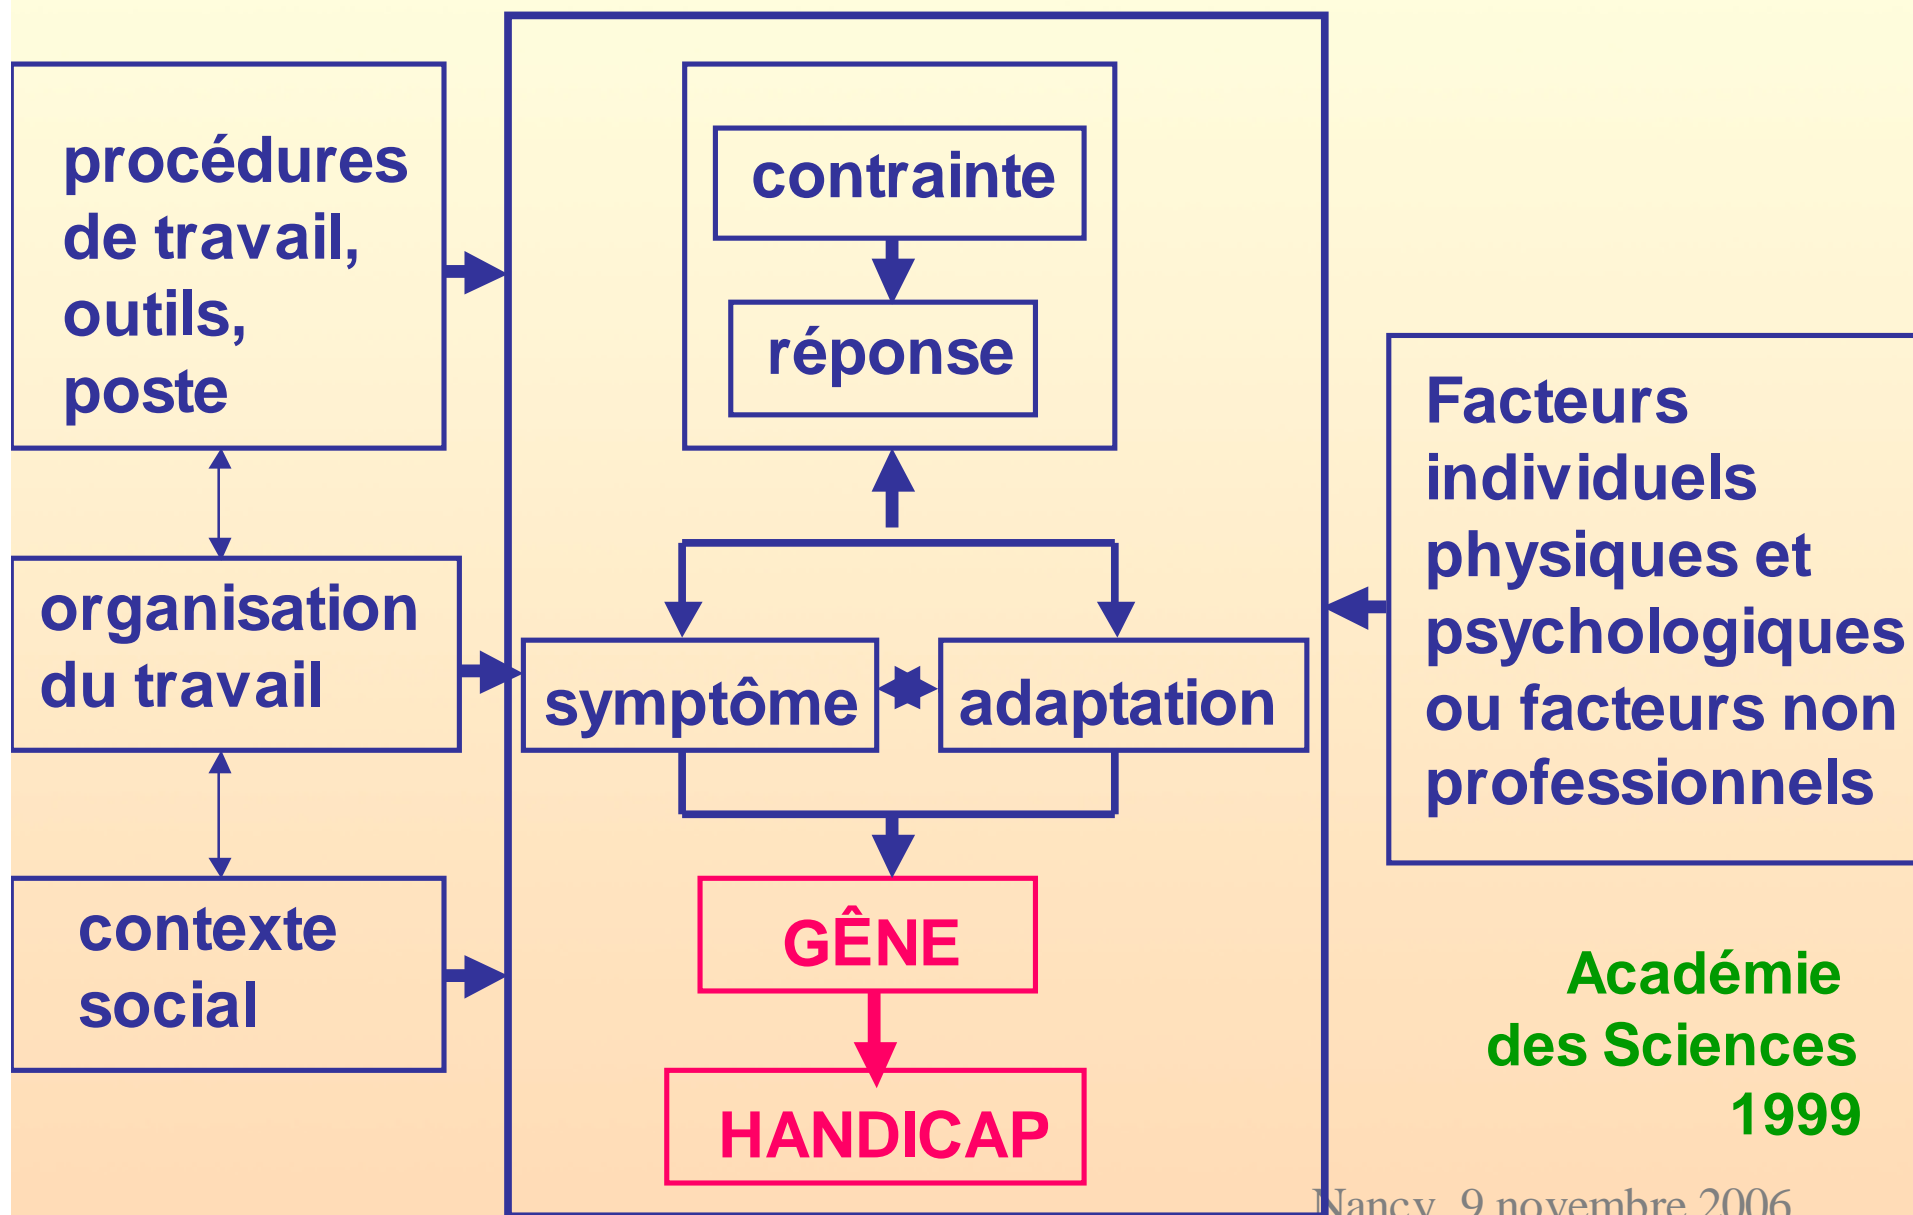 procédures
de travail,
outils,
poste
organisation
du travail
contexte
social
contrainte
réponse
symptôme
adaptation
GÊNE
HANDICAP
Facteurs
individuels
physiques et
psychologiques
ou facteurs non
professionnels
Académie
des Sciences
1999
Nancy, 9 novembre 2006